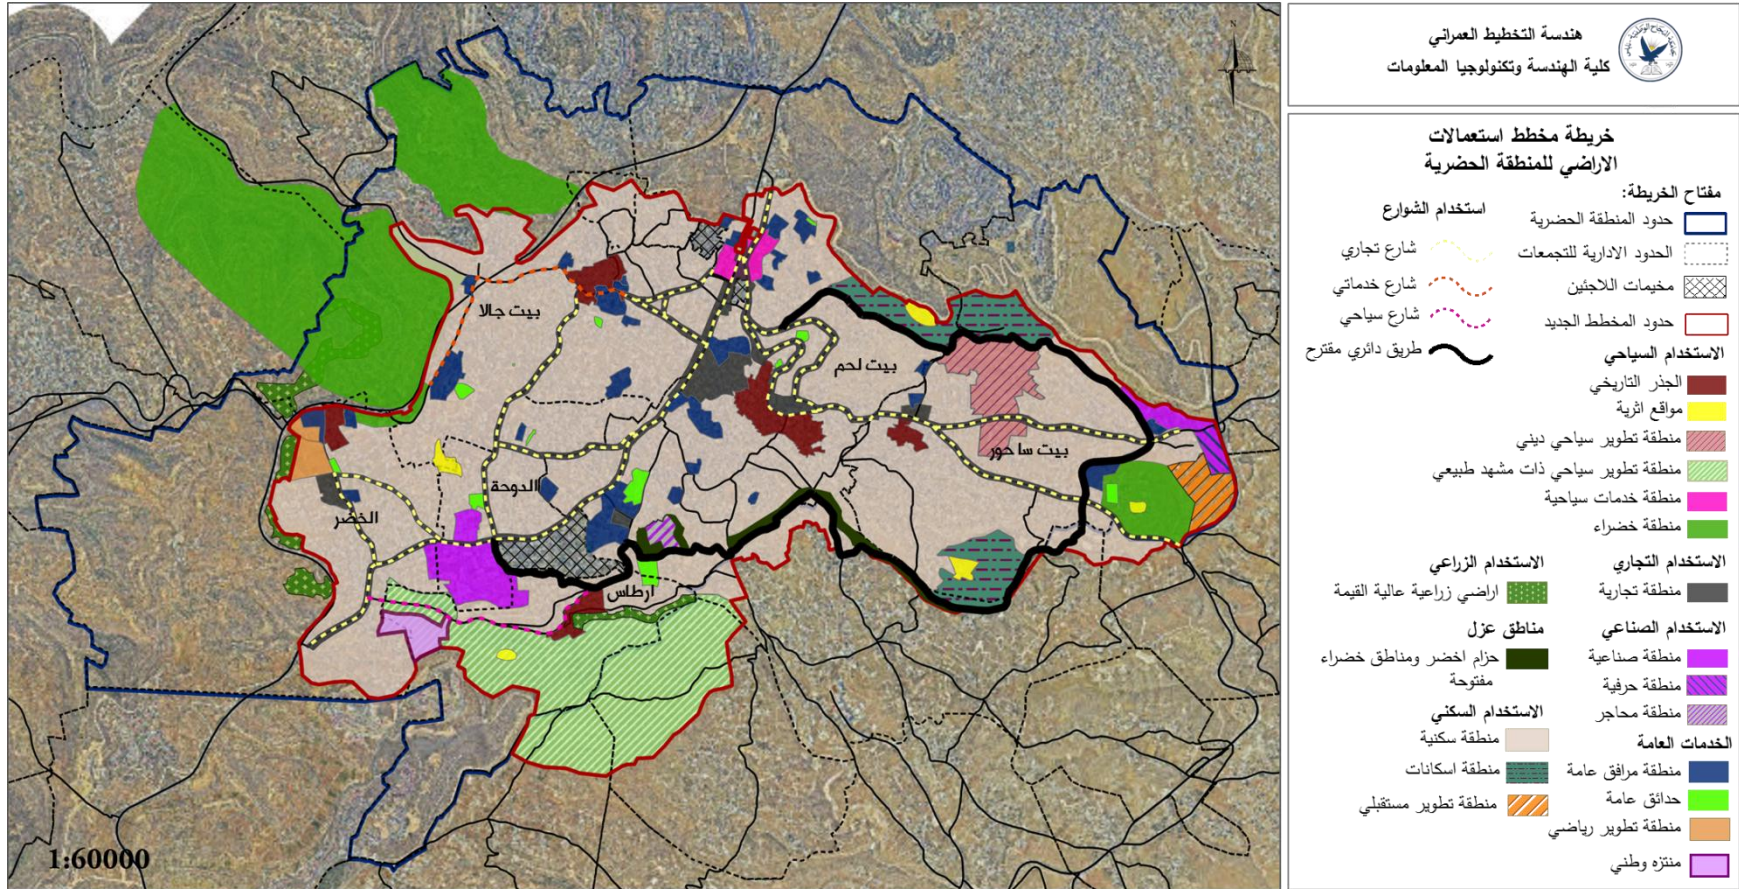 هندسة التخطيط العمراني
كلية الهندسة وتكنولوجيا المعلومات
خريطة مخطط استعمالات
الاراضي للمنطقة الحضرية
مفتاح الخريطة:
حدود المنطقة الحضرية
الحدود الادارية للتجمعات
مخيمات اللاجئين
حدود المخطط الجديد
استخدام الشوارع
شارع تجاري
شارع خدماتي
شارع سياحي
طريق دائري مقترح
الاستخدام السياحي
الجذر التاريخي
مواقع اثرية
منطقة تطوير سياحي ديني
منطقة تطوير سياحي ذات مشهد طبيعي
منطقة خدمات سياحية
منطقة خضراء
الاستخدام التجاري
منطقة تجارية
الاستخدام الصناعي
منطقة صناعية
منطقة حرفية
منطقة محاجر
الخدمات العامة
منطقة مرافق عامة
حدائق عامة
منطقة تطوير رياضي
منتزه وطني
الاستخدام الزراعي
اراضي زراعية عالية القيمة
مناطق عزل
حزام اخضر ومناطق خضراء
مفتوحة
الاستخدام السكني
منطقة سكنية
منطقة اسكانات
منطقة تطوير مستقبلي
N
بيت جالا
بيت لحم
بيت ساحور
الدوحة
الخضر
ارطاس
1:60000